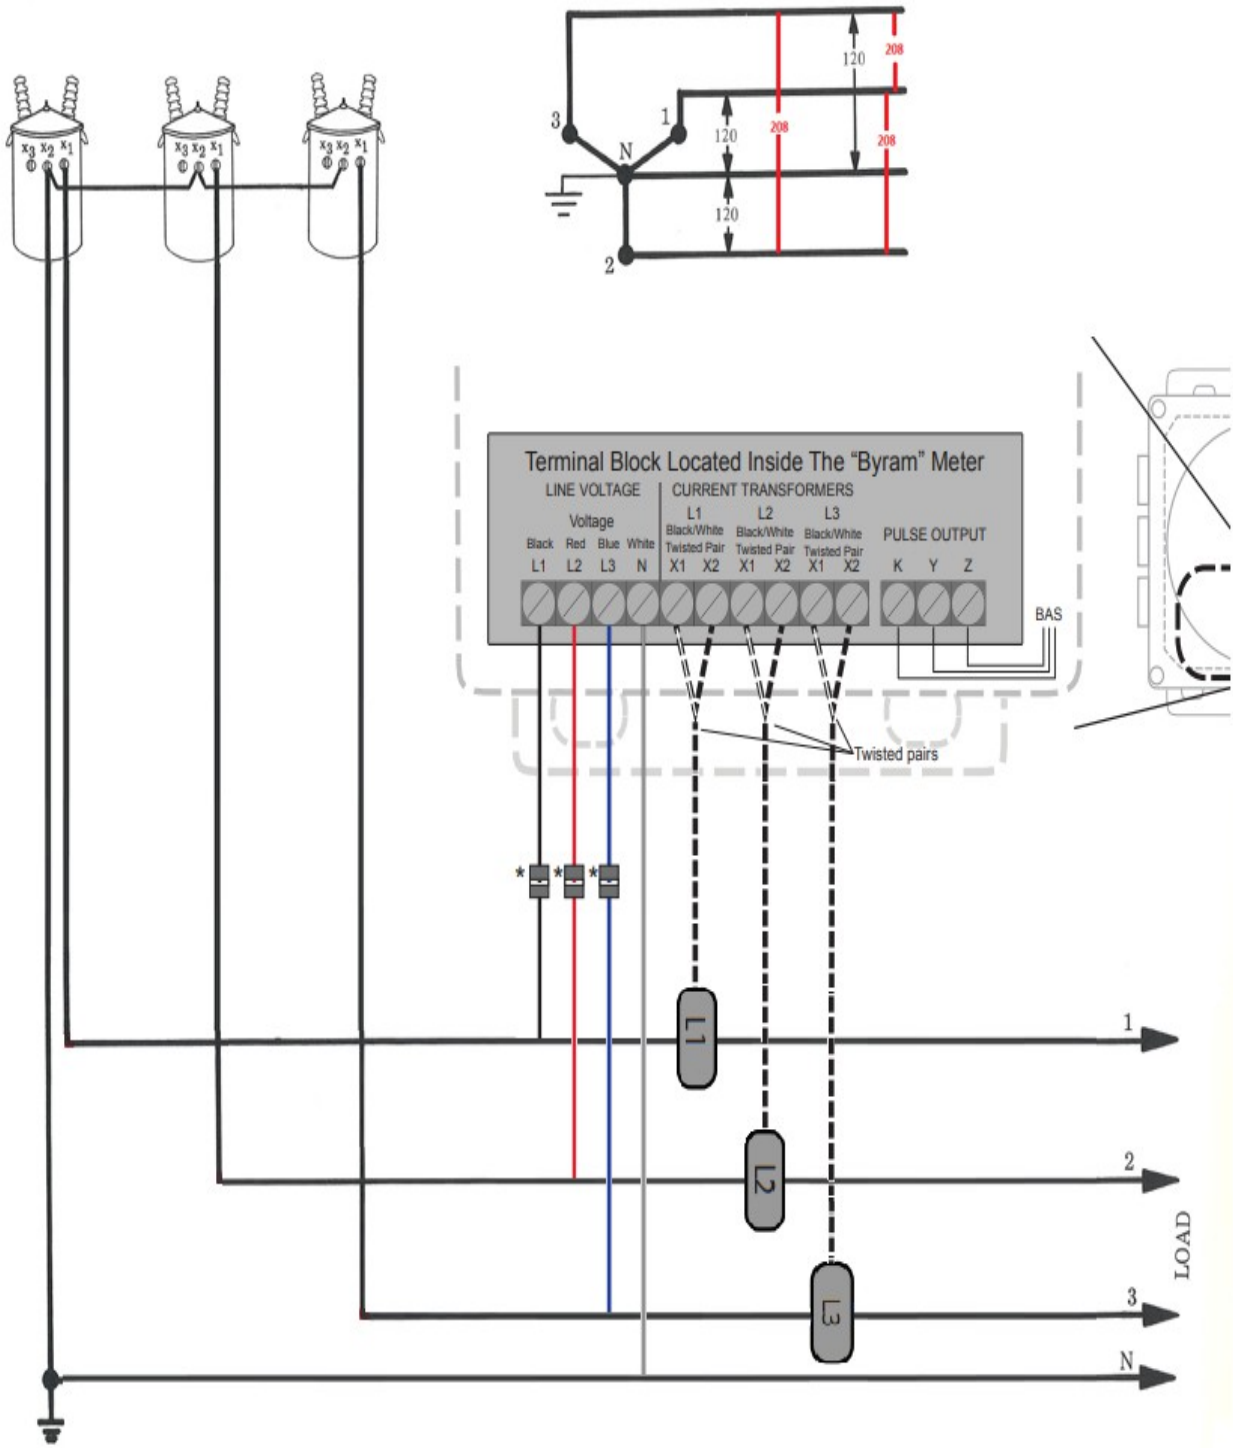 3
1
N
2
120
120
120
208
208
208
X3 X2 X1
X3 X2 X1
X3 X2 X1
Terminal Block Located Inside The “Byram” Meter
LINE VOLTAGE
CURRENT TRANSFORMERS
Voltage
Black Red Blue White
L1 L2 L3 N
L1
Black/White
Twisted Pair
X1 X2
L2
Black/White
Twisted Pair
X1 X2
L3
Black/White
Twisted Pair
X1 X2
PULSE OUTPUT
K Y Z
BAS
Twisted pairs
* * *
L1
L2
L3
1
2
LOAD
3
N